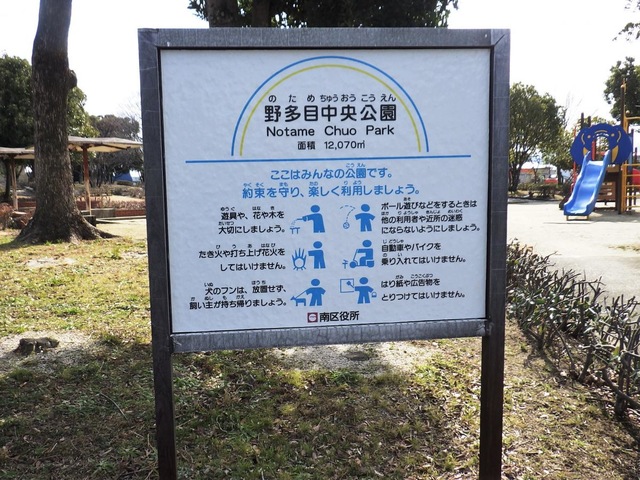 のためちゅうおうこうえん
野多目中央公園
Notame Chuo Park
面積 12,070㎡
ここはみんなの公園です。
約束を守り、楽しく利用しましょう。
遊具や、花や木を
大切にしましょう。
ボール遊びなどをするときは
他の利用者や近所の迷惑
にならないようにしましょう。
たき火や打ち上げ花火を
してはいけません。
自動車やバイクを
乗り入れてはいけません。
犬のフンは、放置せず、
飼い主が持ち帰りましょう。
はり紙や広告物を
とりつけてはいけません。
南区役所